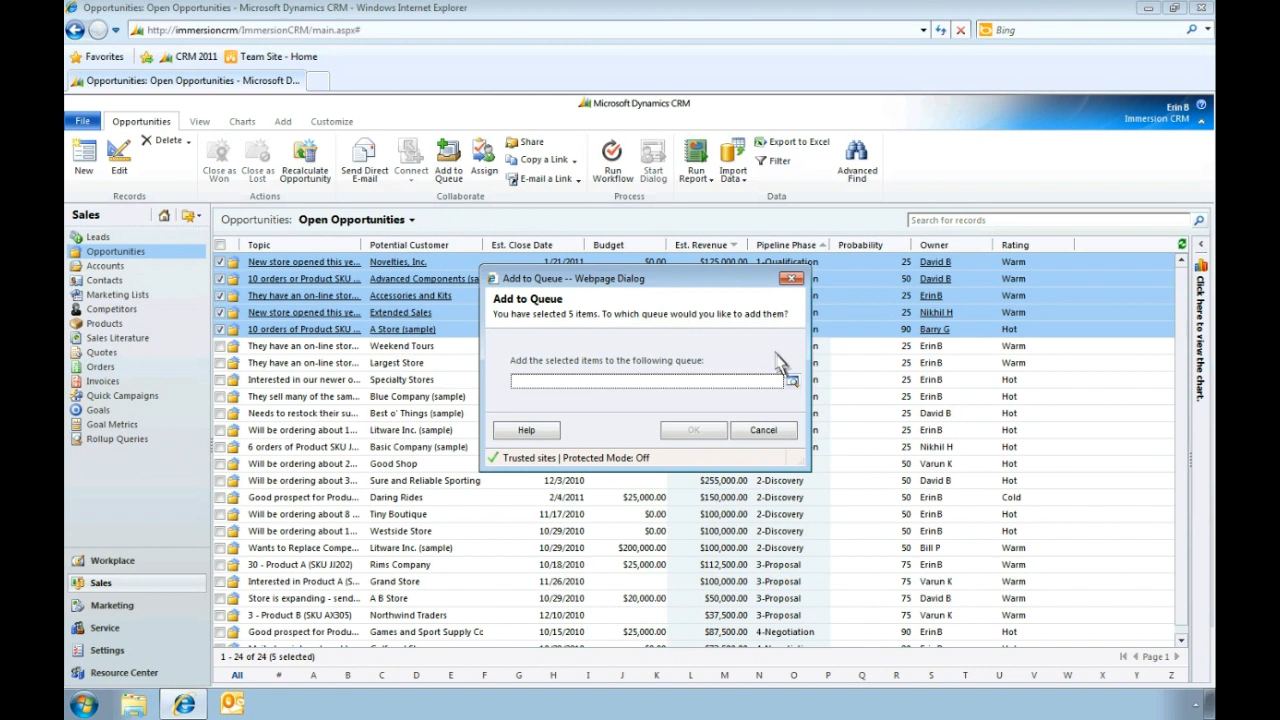 Opportunities: Open Opportunities - Microsoft Dynamics CRM - Windows Internet Explorer
http://immersioncrm/ImmersionCRM/main.aspx#
Bing
Favorites CRM 2011 Team Site - Home
Opportunities: Open Opportunities - Microsoft D...
Microsoft Dynamics CRM
Erin B
Immersion CRM
File Opportunities View Charts Add Customize
New
Edit
Delete
Records
Close as Won
Close as Lost
Recalculate Opportunity
Actions
Send Direct E-mail
Connect
Add to Queue
Assign
Share
Copy a Link
E-mail a Link
Collaborate
Run Workflow
Start Dialog
Process
Run Report
Import Data
Export to Excel
Filter
Advanced Find
Data
Sales
Leads
Opportunities
Accounts
Contacts
Marketing Lists
Competitors
Products
Sales Literature
Quotes
Orders
Invoices
Quick Campaigns
Goals
Goal Metrics
Rollup Queries
Workplace
Sales
Marketing
Service
Settings
Resource Center
Opportunities: Open Opportunities
Search for records
Topic Potential Customer Est. Close Date Budget Est. Revenue Pipeline Phase Probability Owner Rating
New store opened this ye... Novelties, Inc. 1/21/2011 $0.00 $125,000.00 1-Qualification 25 David B Warm
10 orders of Product SKU ... Advanced Components (sa 25 David B Warm
They have an on-line stor... Accessories and Kits 25 ErinB Warm
New store opened this ye... Extended Sales 25 Nikhil H Warm
10 orders of Product SKU ... A Store (sample) 90 Barry G Hot
They have an on-line stor... Weekend Tours 25 ErinB Warm
They have an on-line stor... Largest Store 25 ErinB Warm
Interested in our newer o... Specialty Stores 25 ErinB Hot
They sell many of the sam... Blue Company (sample) 25 ErinB Hot
Needs to restock their su... Best o' Things (sample) 25 David B Warm
Will be ordering about 1... Litware Inc. (sample) 25 ErinB Hot
6 orders of Product SKU J... Basic Company (sample) 25 Nikhil H Warm
Will be ordering about 2... Good Shop 50 Varun K Hot
Will be ordering about 3... Sure and Reliable Sporting 12/3/2010 $255,000.00 2-Discovery 50 David B Warm
Good prospect for Produ... Daring Rides 2/4/2011 $25,000.00 $150,000.00 2-Discovery 50 ErinB Cold
Will be ordering about 8 ... Tiny Boutique 11/17/2010 $0.00 $100,000.00 2-Discovery 50 ErinB Hot
Will be ordering about 1... Westside Store 10/29/2010 $0.00 $100,000.00 2-Discovery 50 ErinB Hot
Wants to Replace Compe... Litware Inc. (sample) 10/29/2010 $200,000.00 $100,000.00 2-Discovery 50 Bill P Warm
30 - Product A (SKU JJ202) Rims Company 10/18/2010 $25,000.00 $112,500.00 3-Proposal 75 ErinB Warm
Interested in Product A (S... Grand Store 11/26/2010 $100,000.00 3-Proposal 75 Varun K Warm
Store is expanding - send... A B Store 10/29/2010 $20,000.00 $50,000.00 3-Proposal 75 David B Warm
3 - Product B (SKU AX305) Northwind Traders 12/10/2010 $37,500.00 3-Proposal 75 Varun K Warm
Good prospect for Produ... Games and Sport Supply Co 10/15/2010 $25,000.00 $87,500.00 4-Negotiation 90 ErinB Hot
1 - 24 of 24 (5 selected)
Page 1
All # A B C D E F G H I J K L M N O P Q R S T U V W X Y Z
Click here to view the chart.
Add to Queue -- Webpage Dialog
Add to Queue
You have selected 5 items. To which queue would you like to add them?
Add the selected items to the following queue:
Help OK Cancel
Trusted sites | Protected Mode: Off